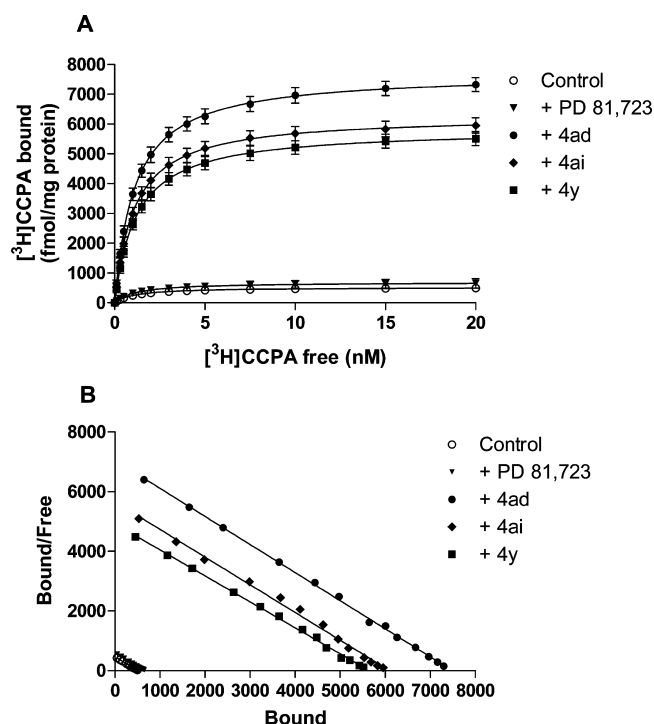 A
[³H]CCPA bound
(fmol/mg protein)
8000
7000
6000
5000
4000
3000
2000
1000
0
0 5 10 15 20
[³H]CCPA free (nM)
Control
+ PD 81,723
+ 4ad
+ 4ai
+ 4y
B
Bound/Free
8000
6000
4000
2000
0
0 1000 2000 3000 4000 5000 6000 7000 8000
Bound
Control
+ PD 81,723
+ 4ad
+ 4ai
+ 4y